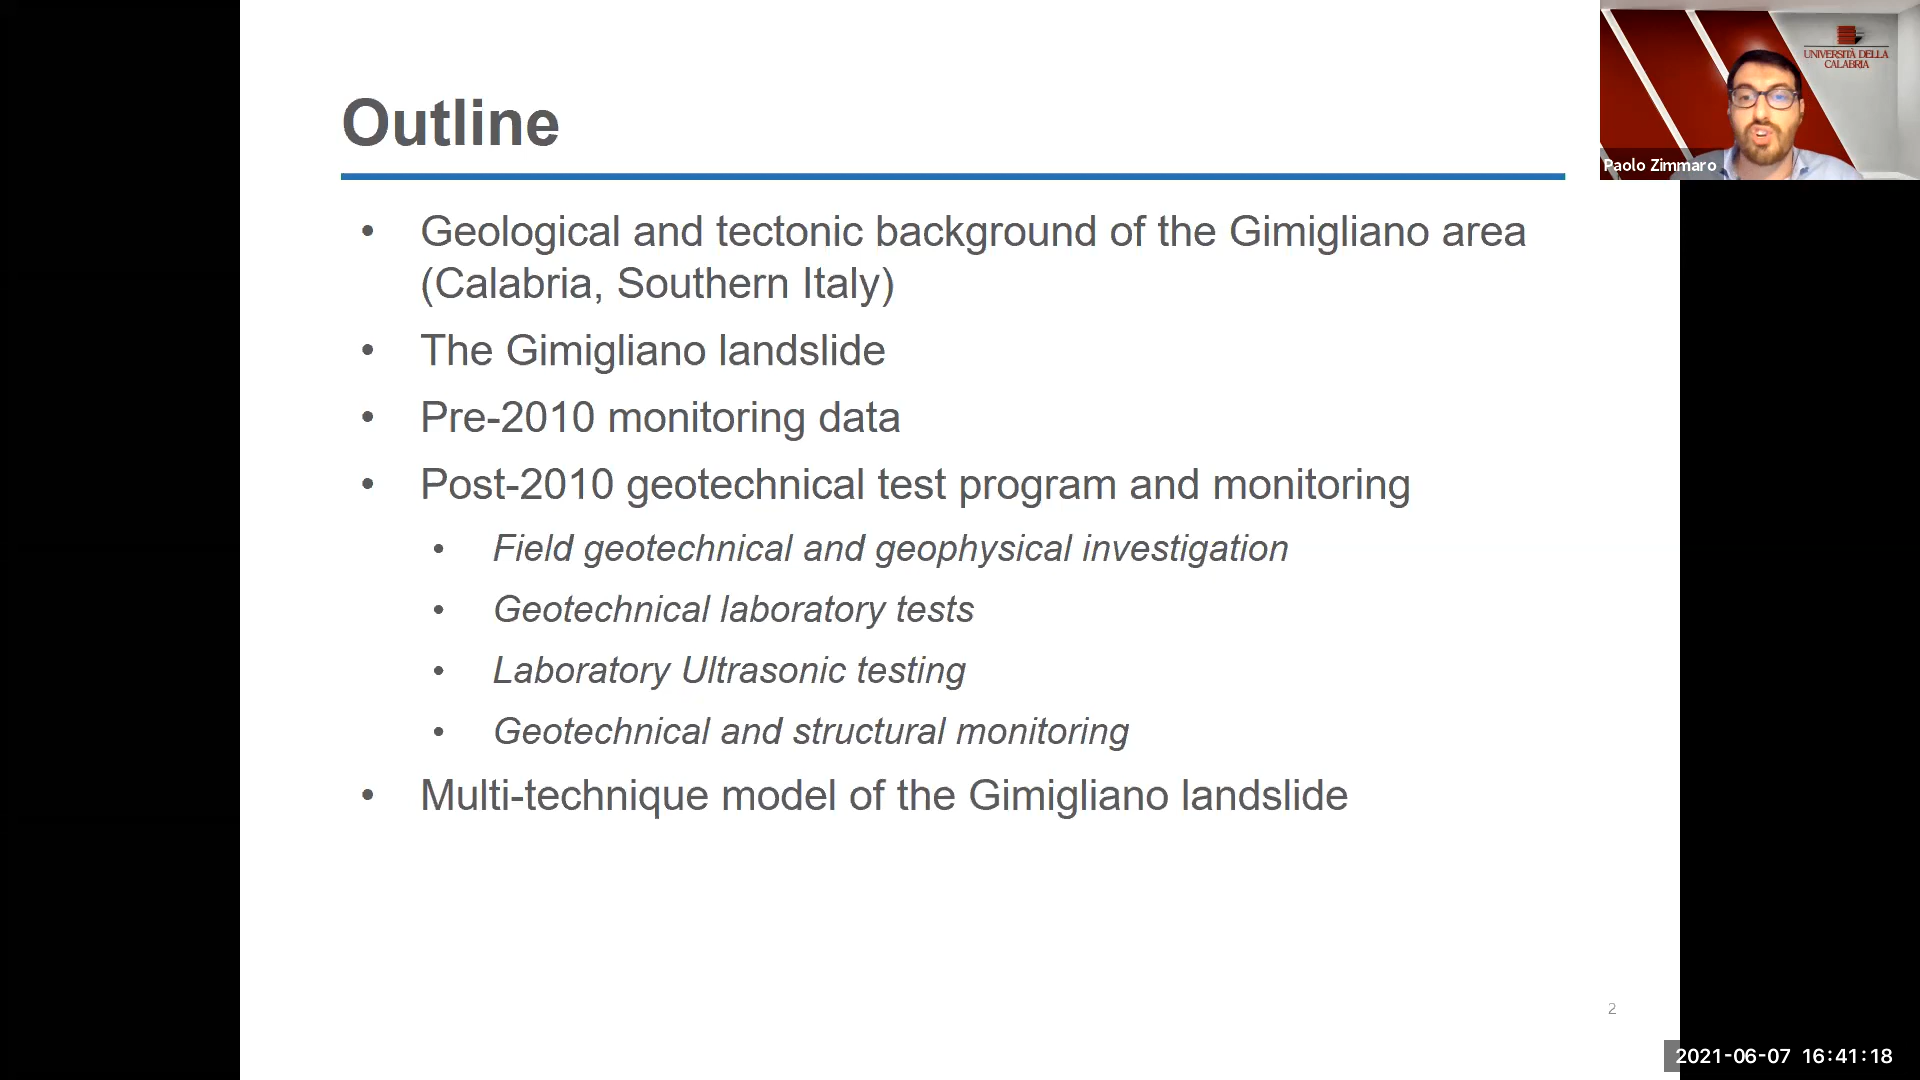 Outline
• Geological and tectonic background of the Gimigliano area
(Calabria, Southern Italy)
• The Gimigliano landslide
• Pre-2010 monitoring data
• Post-2010 geotechnical test program and monitoring
• Field geotechnical and geophysical investigation
• Geotechnical laboratory tests
• Laboratory Ultrasonic testing
• Geotechnical and structural monitoring
• Multi-technique model of the Gimigliano landslide
2
UNIVERSITÀ DELLA
CALABRIA
Paolo Zimmaro
2021-06-07 16:41:18